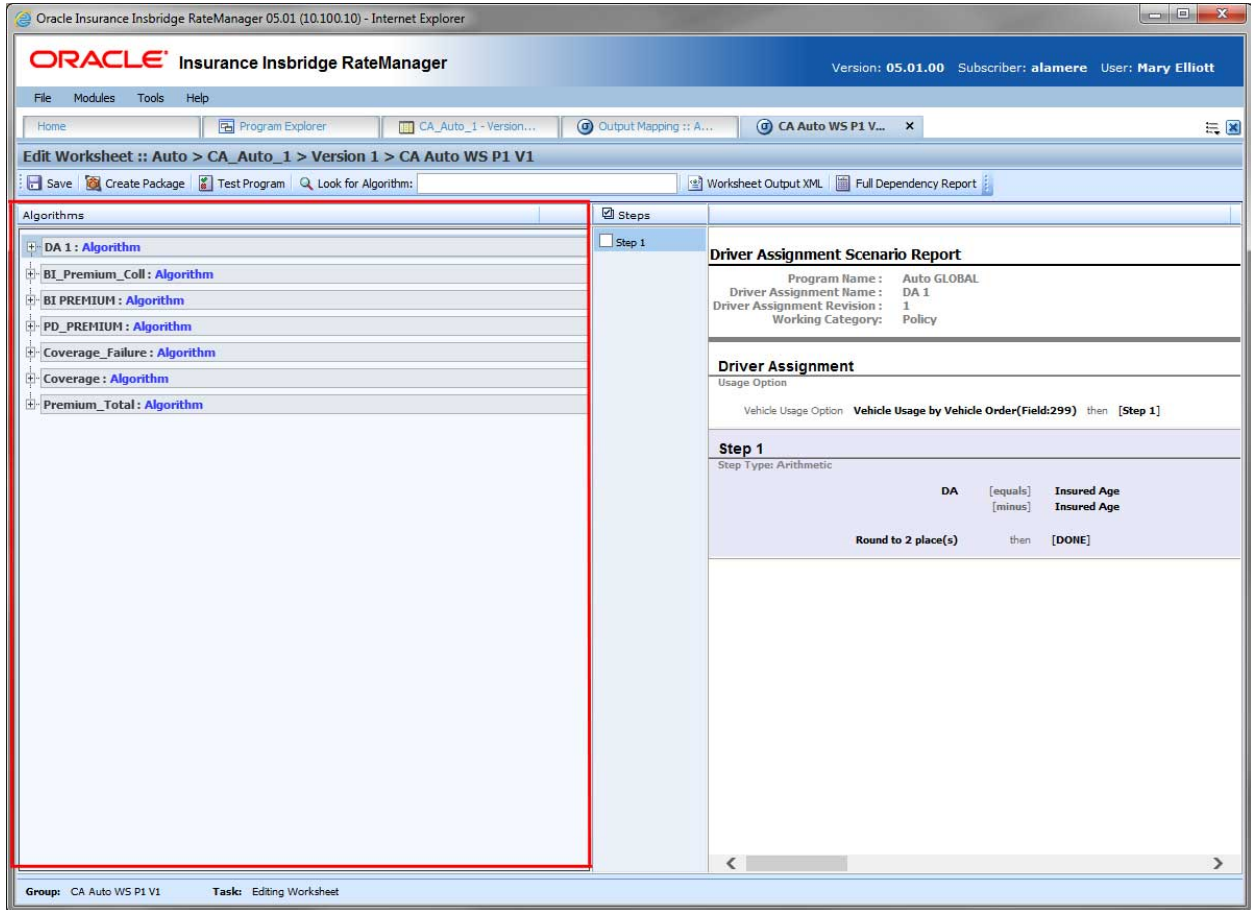 Oracle Insurance Insbridge RateManager 05.01 (10.100.10) - Internet Explorer
ORACLE Insurance Insbridge RateManager
Version: 05.01.00 Subscriber: alamere User: Mary Elliott
File Modules Tools Help
Home Program Explorer CA_Auto_1 - Version... Output Mapping :: A... CA Auto WS P1 V... x
Edit Worksheet :: Auto > CA_Auto_1 > Version 1 > CA Auto WS P1 V1
Save Create Package Test Program Look for Algorithm: Worksheet Output XML Full Dependency Report
Algorithms
DA 1 : Algorithm
BI_Premium_Coll : Algorithm
BI PREMIUM : Algorithm
PD_PREMIUM : Algorithm
Coverage_Failure : Algorithm
Coverage : Algorithm
Premium_Total : Algorithm
Steps
Step 1
Driver Assignment Scenario Report
Program Name : Auto GLOBAL
Driver Assignment Name : DA 1
Driver Assignment Revision : 1
Working Category: Policy
Driver Assignment
Usage Option
Vehicle Usage Option Vehicle Usage by Vehicle Order(Field:299) then [Step 1]
Step 1
Step Type: Arithmetic
DA [equals] Insured Age
[minus] Insured Age
Round to 2 place(s) then [DONE]
Group: CA Auto WS P1 V1 Task: Editing Worksheet